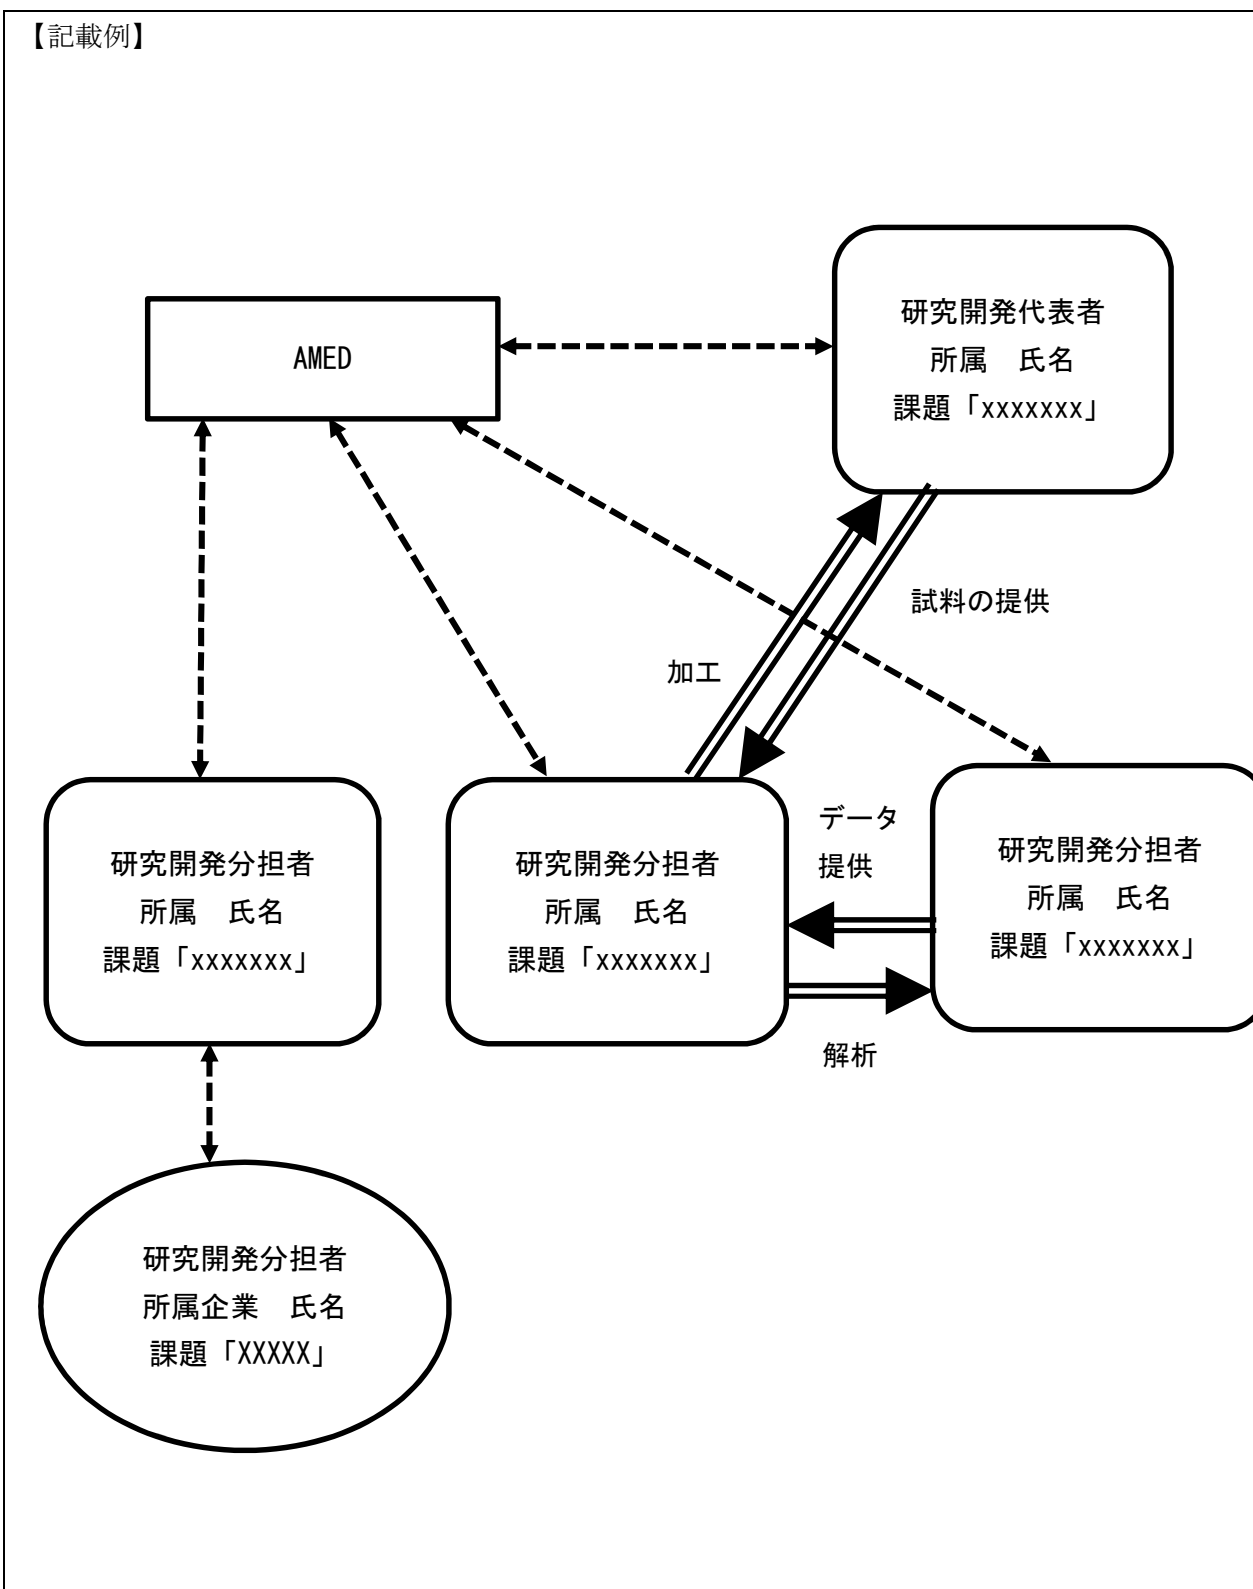 【記載例】
AMED
研究開発代表者
所属　氏名
課題「xxxxxxx」
試料の提供
加工
研究開発分担者
所属　氏名
課題「xxxxxxx」
研究開発分担者
所属　氏名
課題「xxxxxxx」
データ
提供
解析
研究開発分担者
所属　氏名
課題「xxxxxxx」
研究開発分担者
所属企業　氏名
課題「XXXXX」